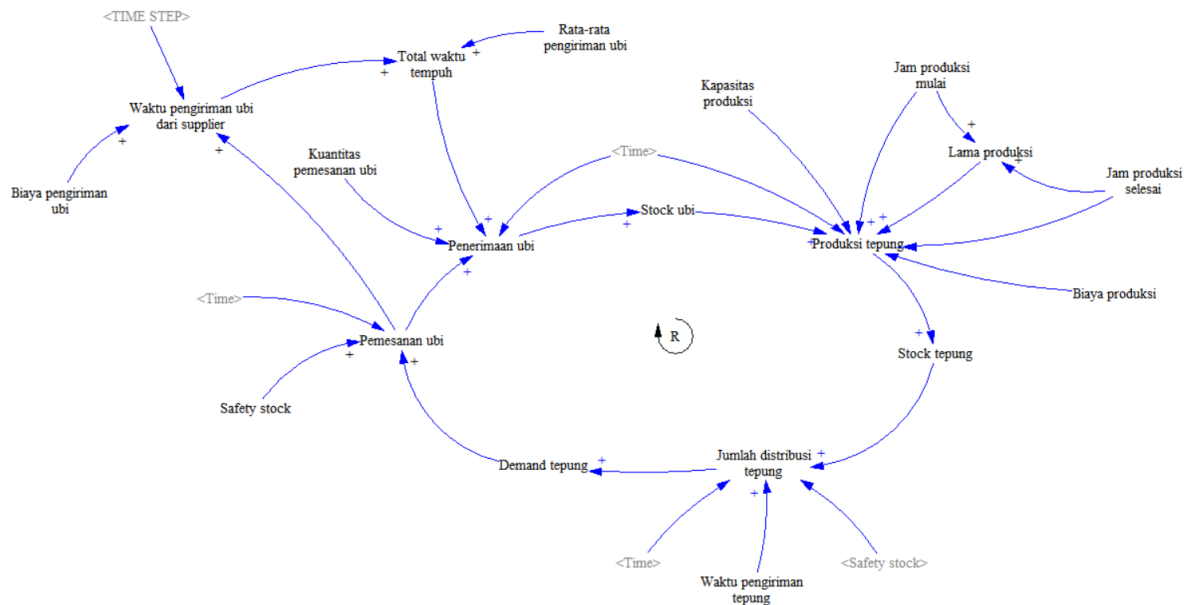 <TIME STEP>
Rata-rata
pengiriman ubi
+
Total waktu
tempuh
+
Jam produksi
mulai
Kapasitas
produksi
Waktu pengiriman ubi
dari supplier
+
+
+
Kuantitas
pemesanan ubi
<Time>
Lama produksi
+
Jam produksi
selesai
Biaya pengiriman
ubi
Stock ubi
+
+
+
+
Penerimaan ubi
+
+
+
+
Produksi tepung
Biaya produksi
<Time>
Pemesanan ubi
+
+
R
+
Stock tepung
Safety stock
Demand tepung
+
Jumlah distribusi
tepung
+
+
<Time>
<Safety stock>
Waktu pengiriman
tepung